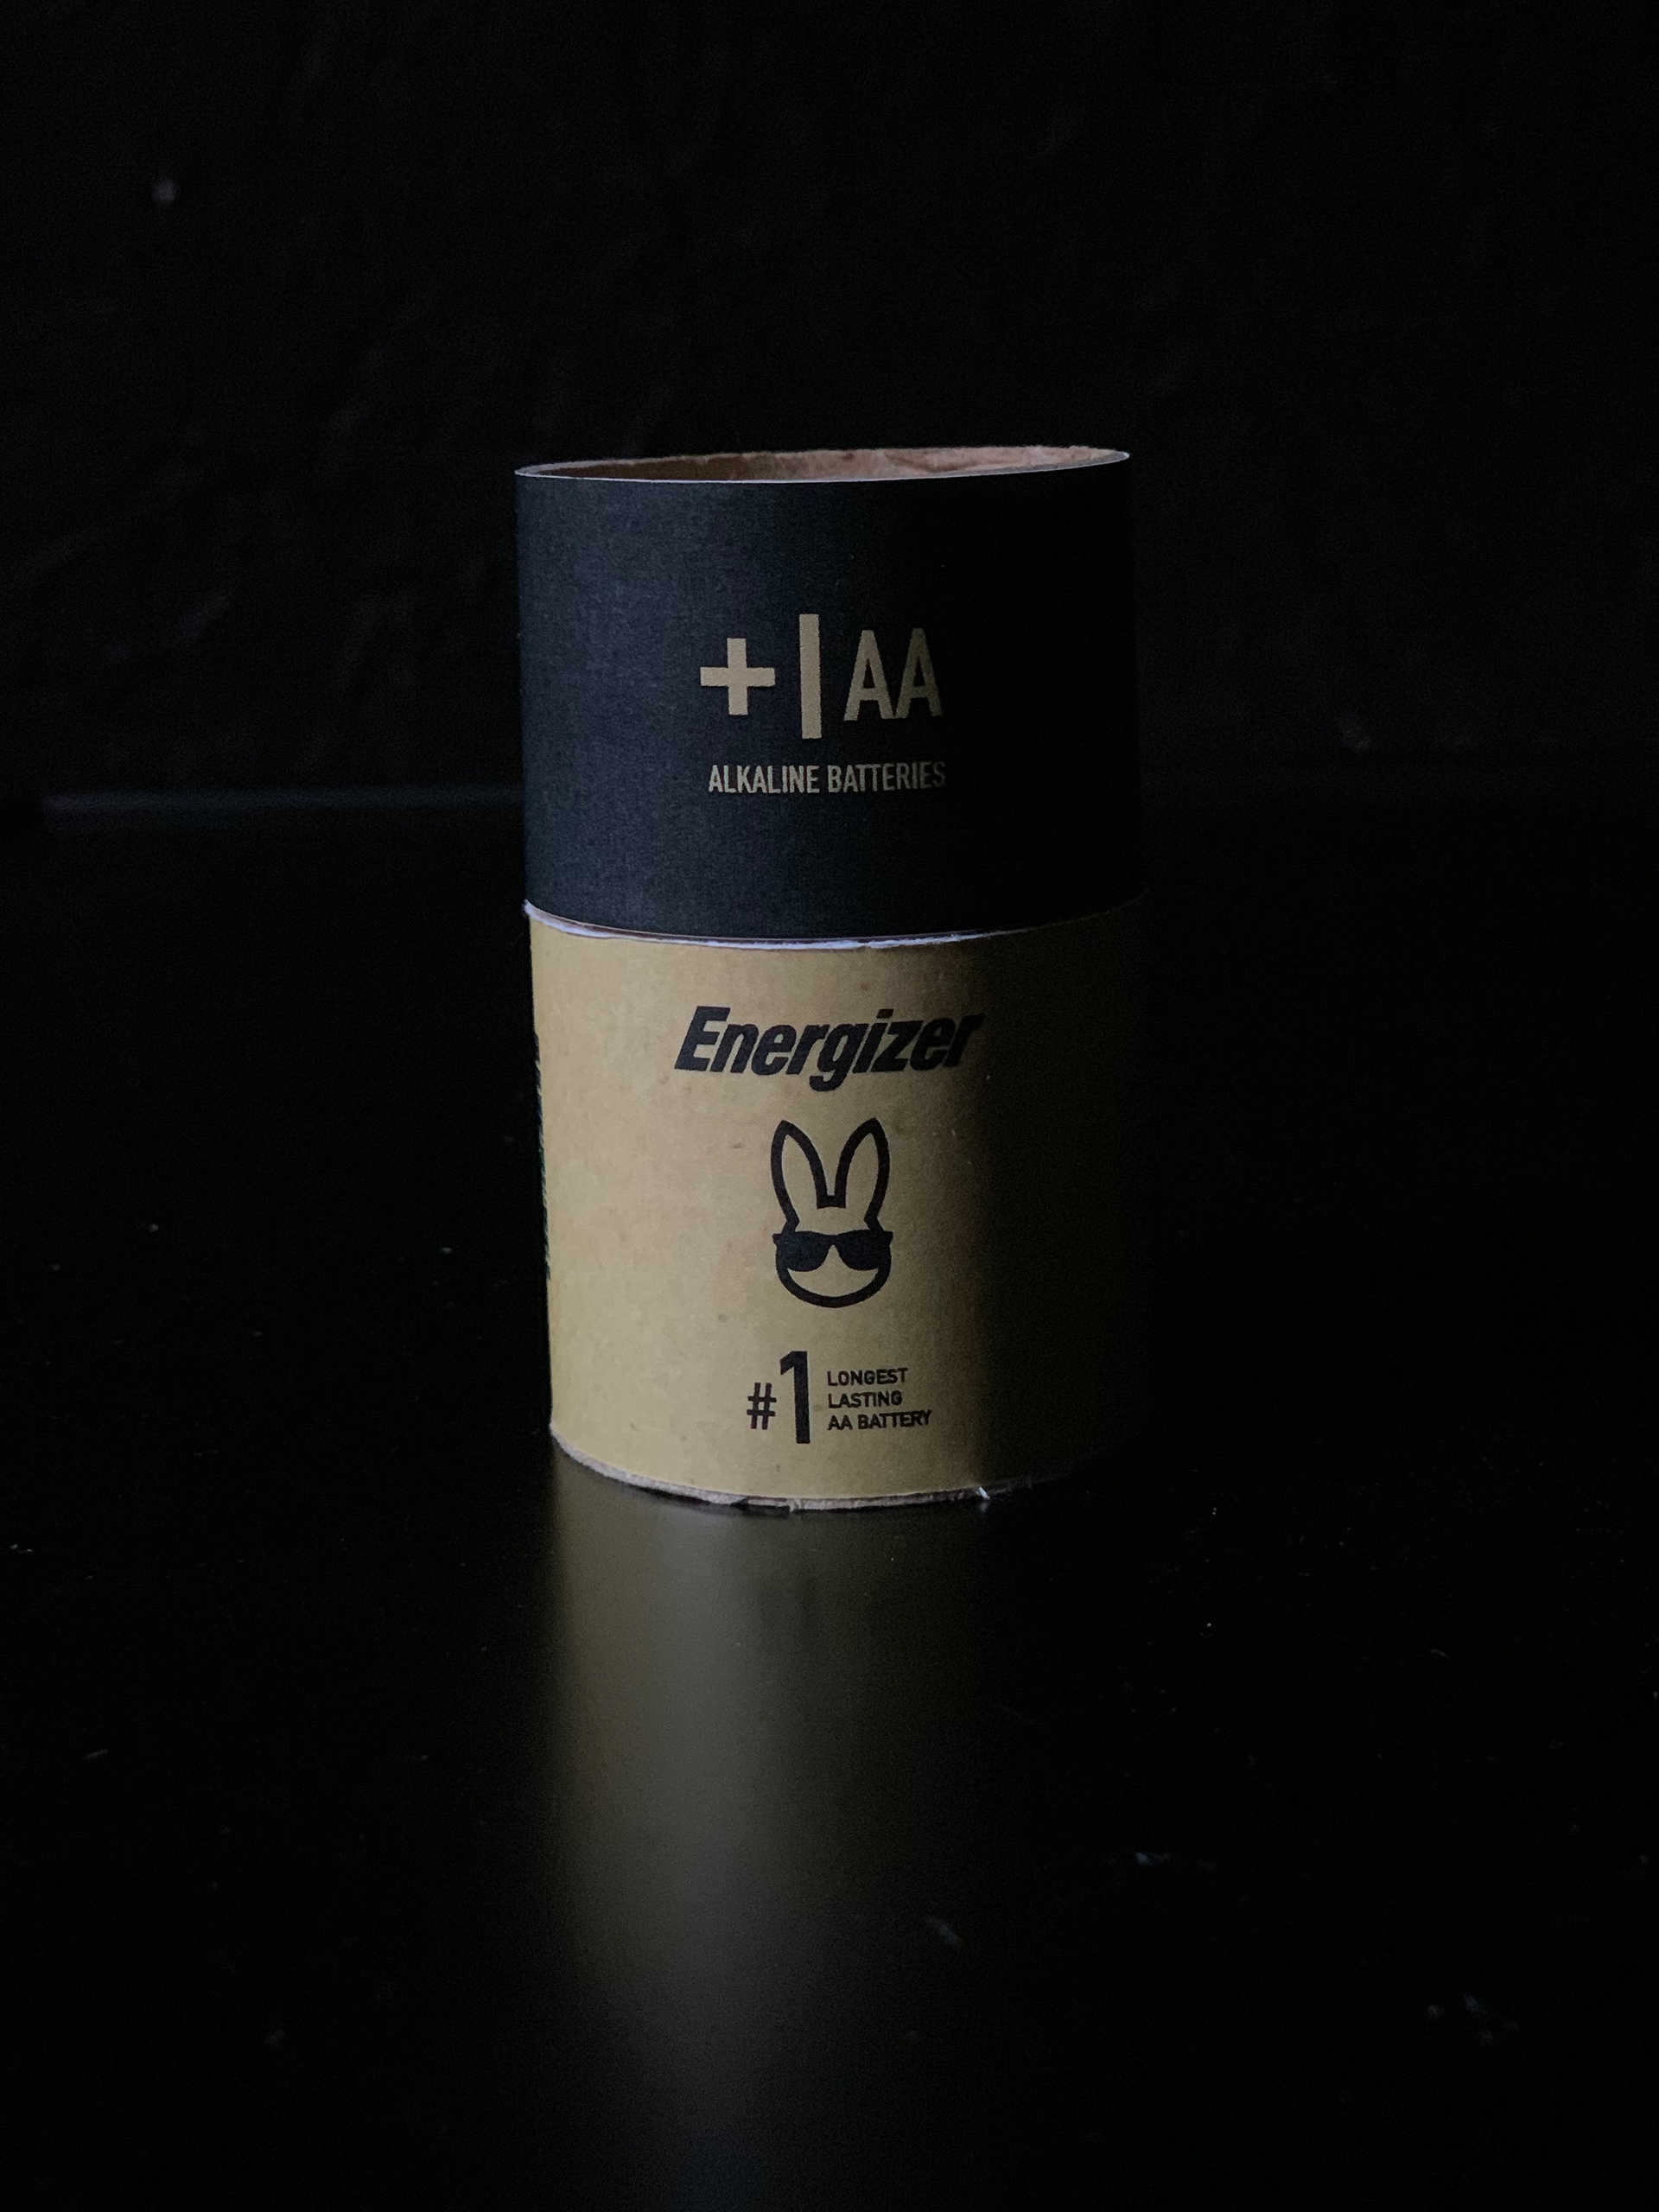 +|AA
ALKALINE BATTERIES
Energizer
#1
LONGEST
LASTING
AA BATTERY